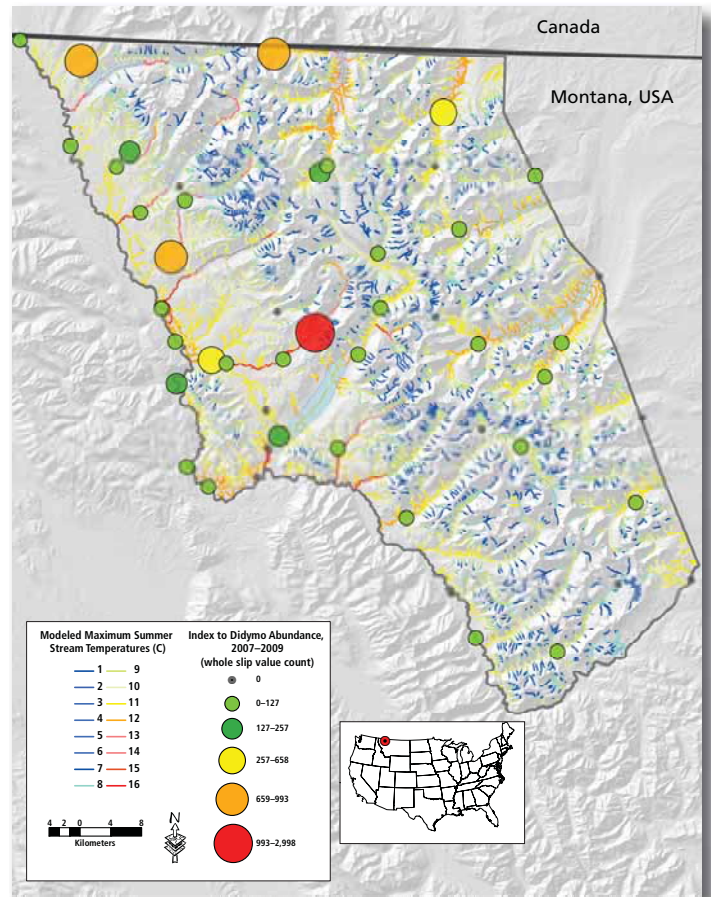 Canada
Montana, USA
Modeled Maximum Summer
Stream Temperatures (C)
1 9
2 10
3 11
4 12
5 13
6 14
7 15
8 16
4 2 0 4 8
Kilometers
N
Index to Didymo Abundance,
2007–2009
(whole slip value count)
0
0–127
127–257
257–658
659–993
993–2,998